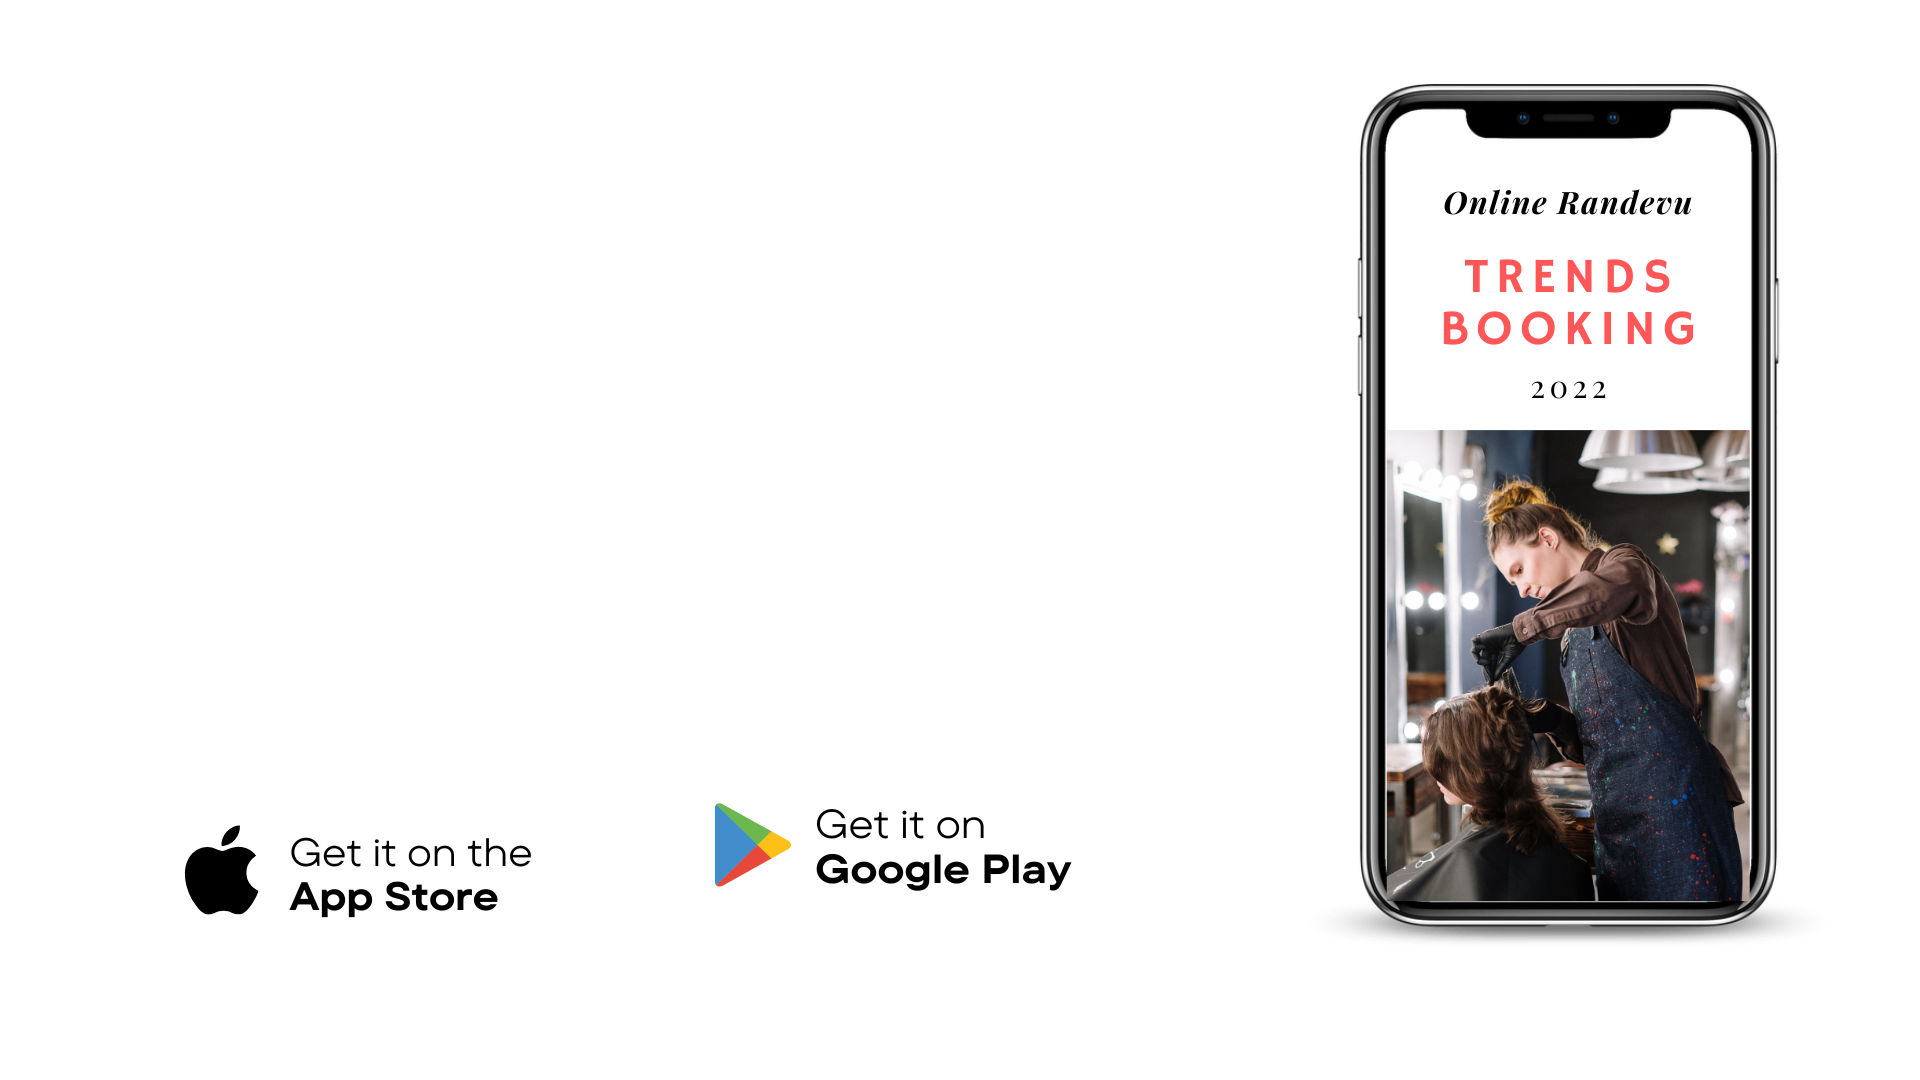 Online Randevu
TRENDS
BOOKING
2022
Get it on the
App Store
Get it on
Google Play